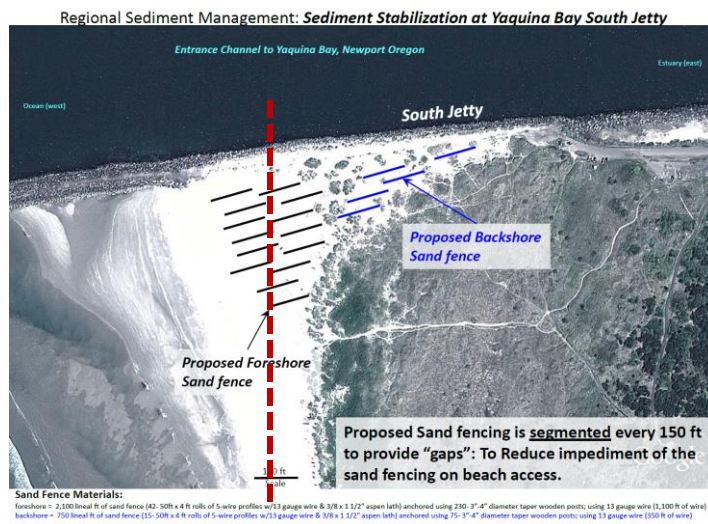 Regional Sediment Management: Sediment Stabilization at Yaquina Bay South Jetty
Entrance Channel to Yaquina Bay, Newport Oregon
Estuary (east)
Ocean (west)
South Jetty
Proposed Backshore
Sand fence
Proposed Foreshore
Sand fence
Proposed Sand fencing is segmented every 150 ft
to provide “gaps”: To Reduce impediment of the
sand fencing on beach access.
ft
Scale
Sand Fence Materials:
foreshore = 2,100 lineal ft of sand fence (42- 50ft x 4 ft rolls of 5-wire profiles w/13 gauge wire & 3/8 x 1 1/2" aspen lath) anchored using 230- 3"-4" diameter taper wooden posts; using 13 gauge wire (1,100 ft of wire)
backshore = 750 lineal ft of sand fence (15- 50ft x 4 ft rolls of 5-wire profiles w/13 gauge wire & 3/8 x 1 1/2" aspen lath) anchored using 75- 3"-4" diameter taper wooden posts; using 13 gauge wire (350 ft of wire)